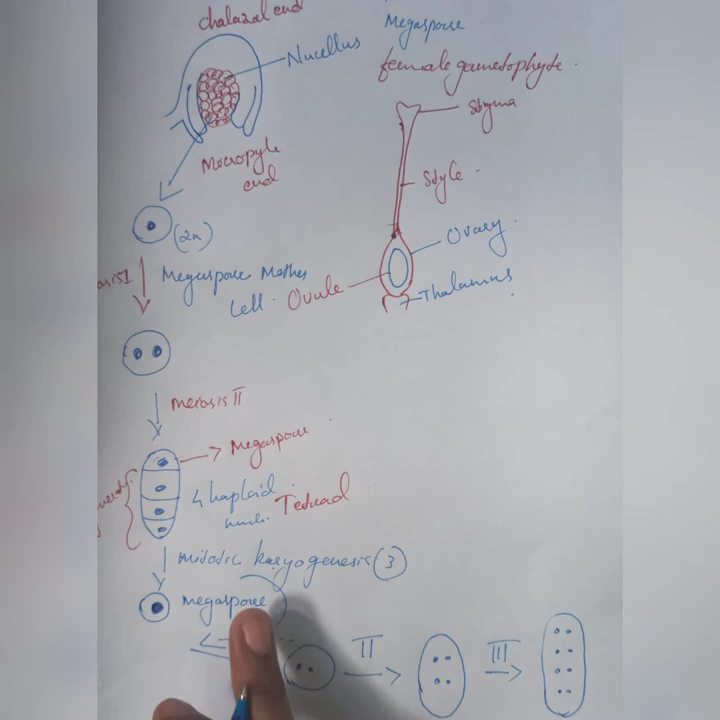 chalazal end
Megaspore
Nucellus
female gametophyte.
Stigma
Micropyle
end
Style -
(2n)
Ovary.
Megaspore Mother
Cell.
Ovule
Thalamus
meiosis II
Megaspore
4 haploid
nucli
Tetrad
mitotic karyogenesis (3)
megaspore
II
III